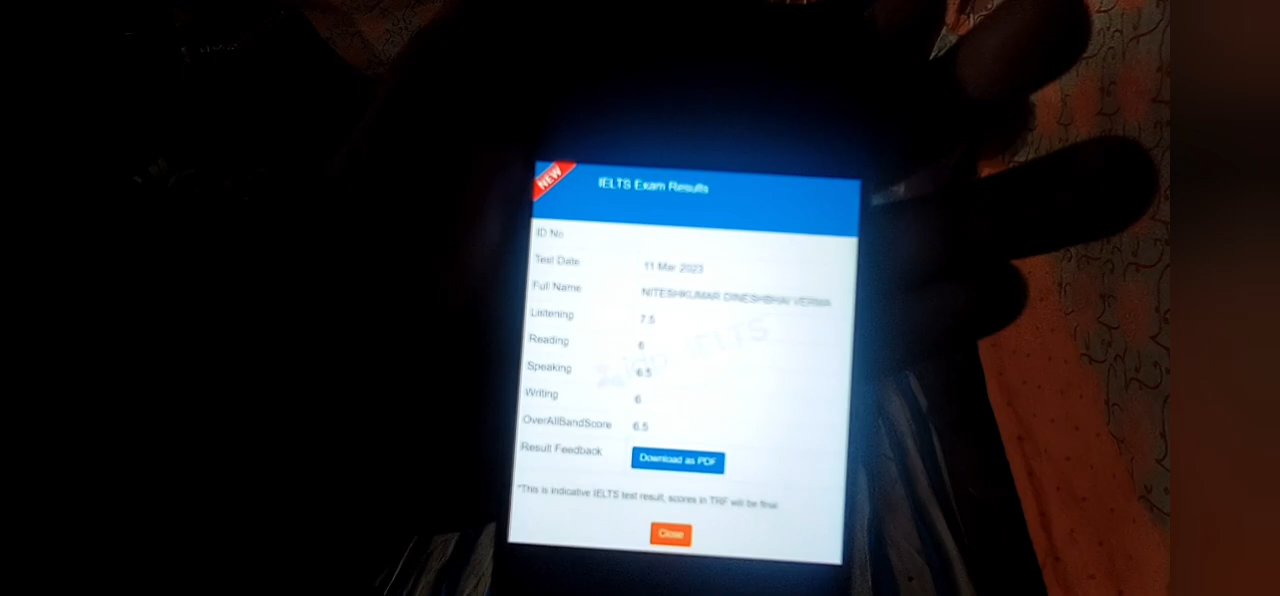 NEW
IELTS Exam Results
ID No
Test Date 11 Mar 2023
Full Name NITESHKUMAR DINESHBHAI VERMA
Listening 7.5
Reading 6
Speaking 6.5
Writing 6
OverAllBandScore 6.5
Result Feedback Download as PDF
*This is indicative IELTS test result, scores in TRF will be final
Close
idp IELTS